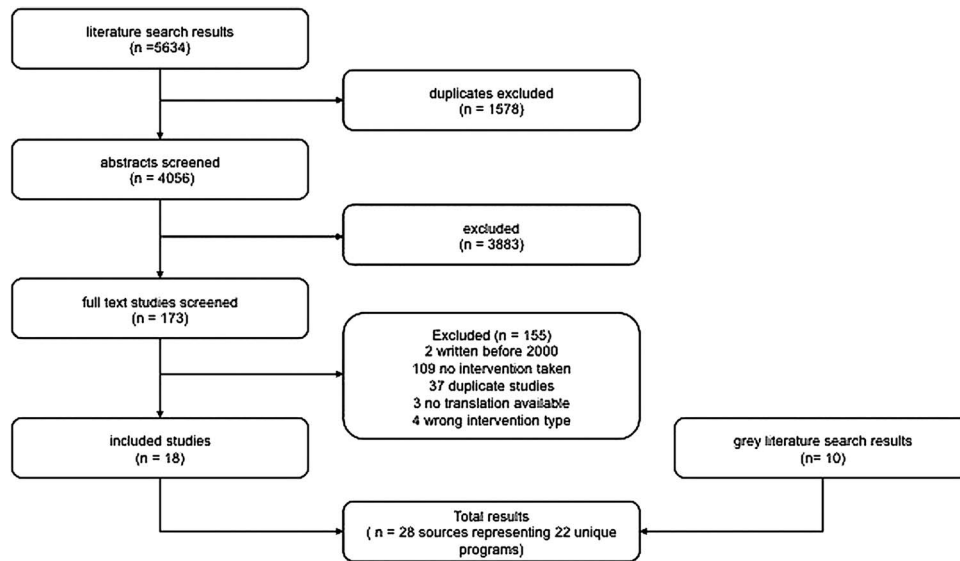 literature search results
(n =5634)
duplicates excluded
(n = 1578)
abstracts screened
(n = 4056)
excluded
(n = 3883)
full text studies screened
(n = 173)
Excluded (n = 155)
2 written before 2000
109 no intervention taken
37 duplicate studies
3 no translation available
4 wrong intervention type
included studies
(n = 18)
grey literature search results
(n= 10)
Total results
( n = 28 sources representing 22 unique
programs)